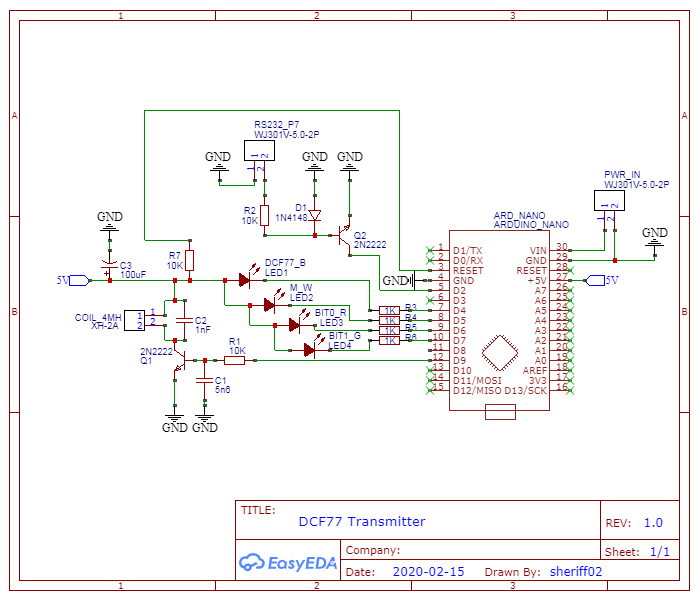 1 2 3
A A
RS232_P7
WJ301V-5.0-2P
1 2
GND GND GND
PWR_IN
WJ301V-5.0-2P
1 2
R2
10K
D1
1N4148
Q2
2N2222
GND
ARD_NANO
ARDUINO_NANO
GND
R7
10K
C3
100uF
+
5V
DCF77_B
LED1
M_W
LED2
BIT0_R
LED3
BIT1_G
LED4
GND
5V
1 D1/TX VIN 30
2 D0/RX GND 29
3 RESET RESET 28
4 GND +5V 27
5 D2 A7 26
6 D3 A6 25
7 D4 A5 24
8 D5 A4 23
9 D6 A3 22
10 D7 A2 21
11 D8 A1 20
12 D9 A0 19
13 D10 AREF 18
14 D11/MOSI 3V3 17
15 D12/MISO D13/SCK 16
1K R3
1K R4
1K R5
1K R6
B B
COIL_4MH
XH-2A
1 1
2 2
C2
1nF
2N2222
Q1
R1
10K
C1
5n6
GND GND
TITLE:
DCF77 Transmitter
REV: 1.0
EasyEDA
Company:
Sheet: 1/1
Date: 2020-02-15 Drawn By: sheriff02
1 2 3